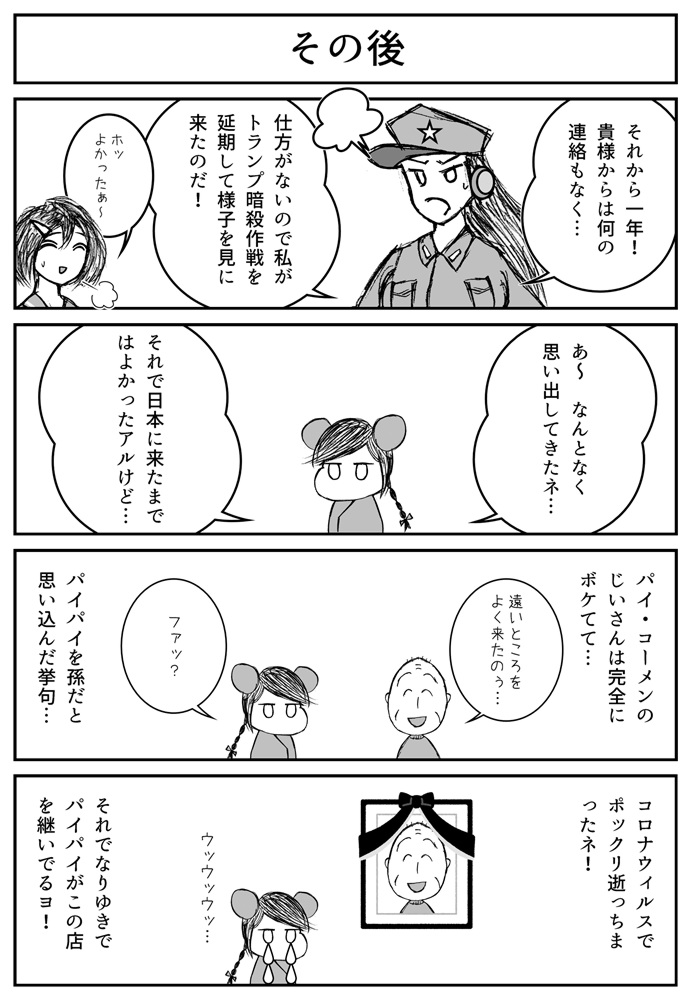 その後
それから一年！
貴様からは何の
連絡もなく…
仕方がないので私が
トランプ暗殺作戦を
延期して様子を見に
来たのだ！
ホッ
よかったぁ～
あ～　なんとなく
思い出してきたネ…
それで日本に来たまで
はよかったアルけど…
パイ・コーメンの
じいさんは完全に
ボケてて…
遠いところを
よく来たのぅ…
ファッ？
パイパイを孫だと
思い込んだ挙句…
コロナウィルスで
ポックリ逝っちま
ったネ！
ウッウッウッ…
それでなりゆきで
パイパイがこの店
を継いでるヨ！